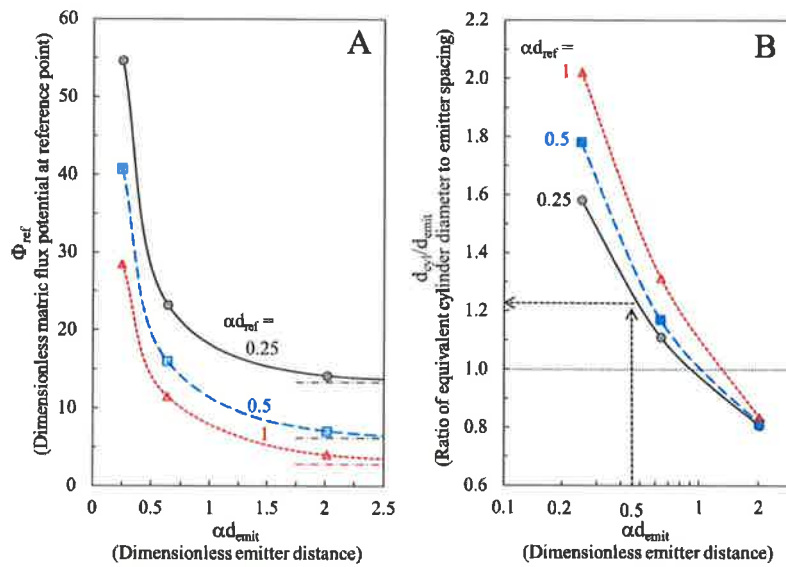 A
60
50
40
30
20
10
0
Φref
(Dimensionless matric flux potential at reference point)
αdref =
0.25
0.5
1
0
0.5
1
1.5
2
2.5
αdemit
(Dimensionless emitter distance)
B
αdref =
1
0.5
0.25
2.2
2.0
1.8
1.6
1.4
1.2
1.0
0.8
0.6
dcyl/demit
(Ratio of equivalent cylinder diameter to emitter spacing)
0.1
0.5
1
2
αdemit
(Dimensionless emitter distance)